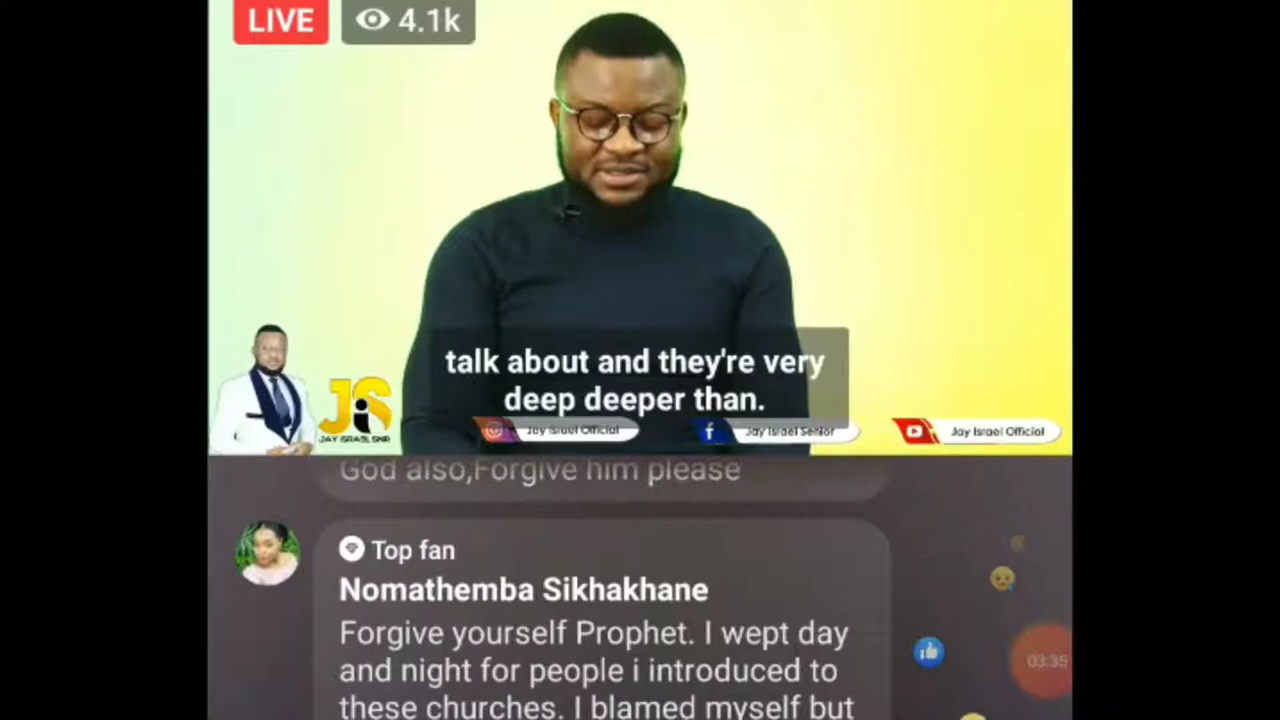 LIVE
4.1k
talk about and they're very
deep deeper than.
JS
JAY ISRAEL SNR
Jay Israel Official
Jay Israel Senior
Jay Israel Official
God also,Forgive him please
Top fan
Nomathemba Sikhakhane
Forgive yourself Prophet. I wept day
and night for people i introduced to
these churches. I blamed myself but
03:35